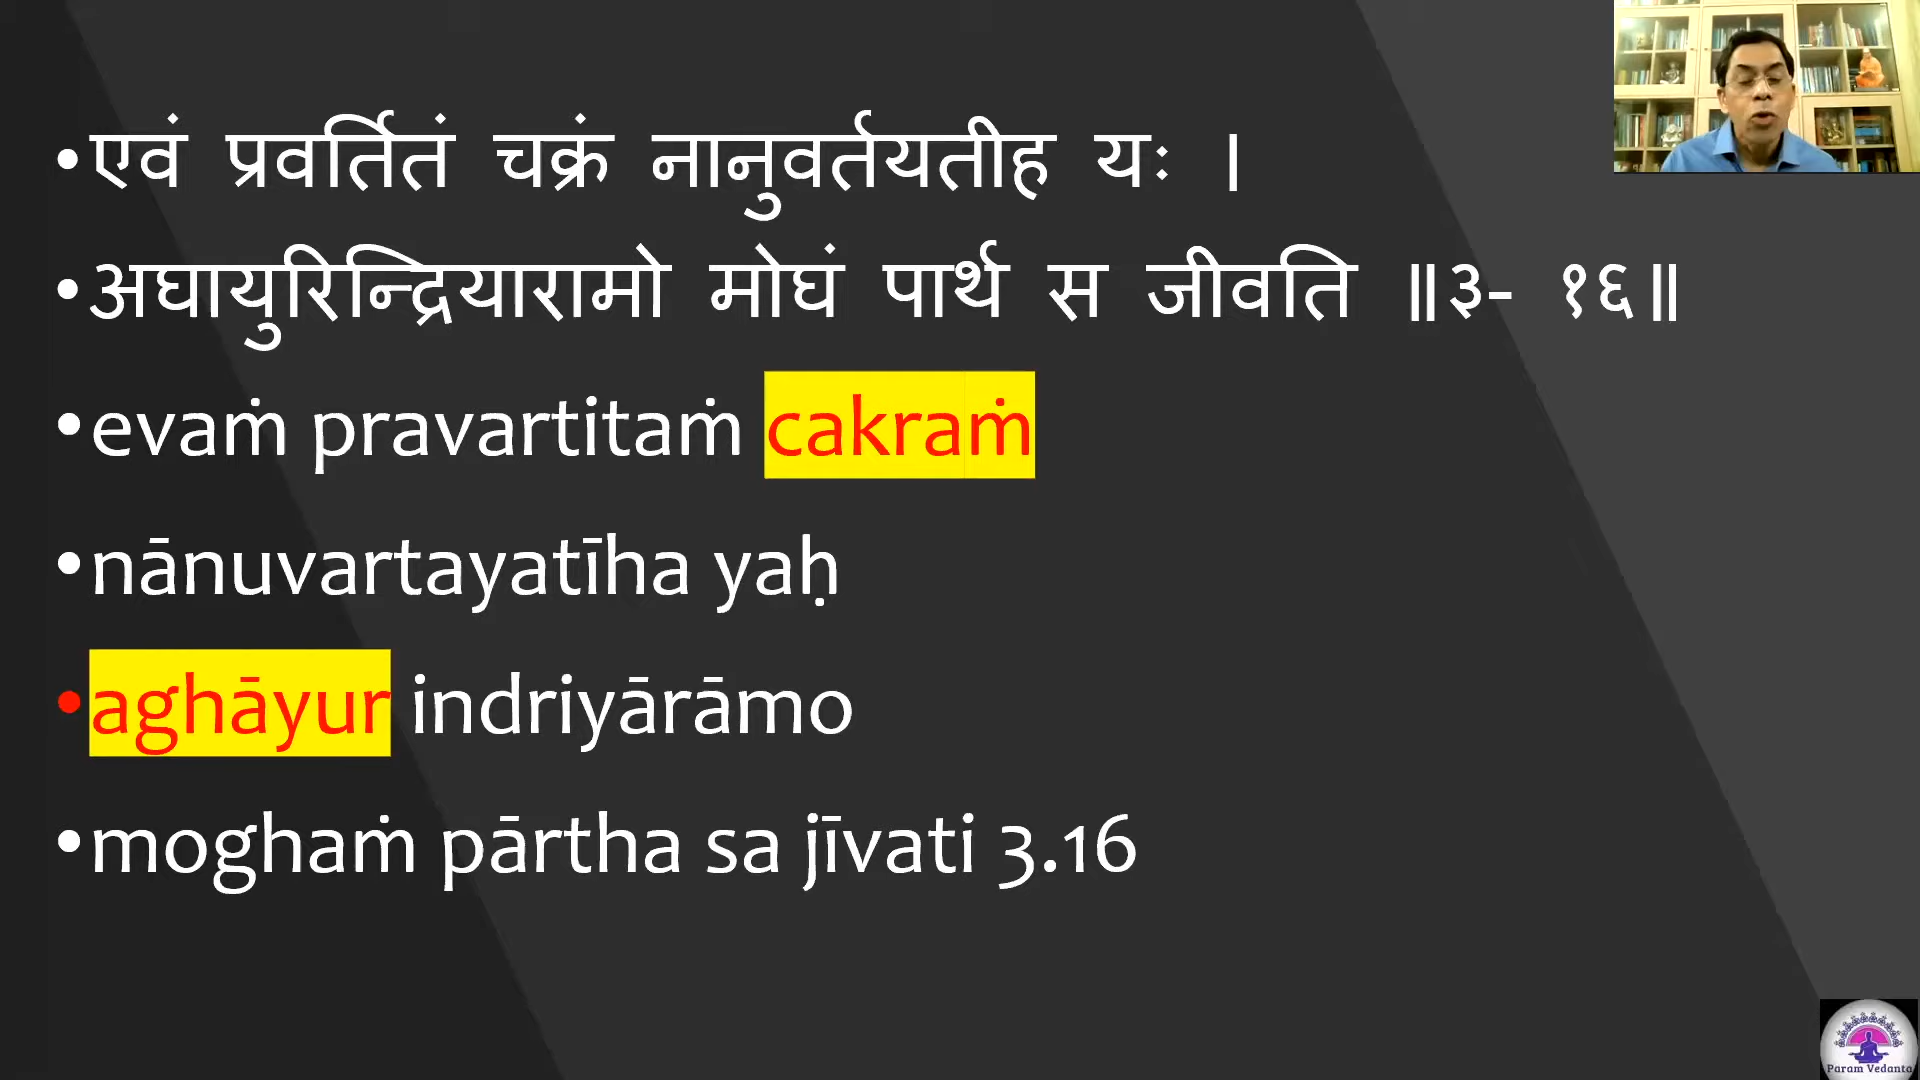 •एवं प्रवर्तितं चक्रं नानुवर्तयतीह यः ।
•अघायुरिन्द्रियारामो मोघं पार्थ स जीवति ॥३- १६॥
•evaṁ pravartitaṁ cakraṁ
•nānuvartayatīha yaḥ
•aghāyur indriyārāmo
•moghaṁ pārtha sa jīvati 3.16
Param Vedanta